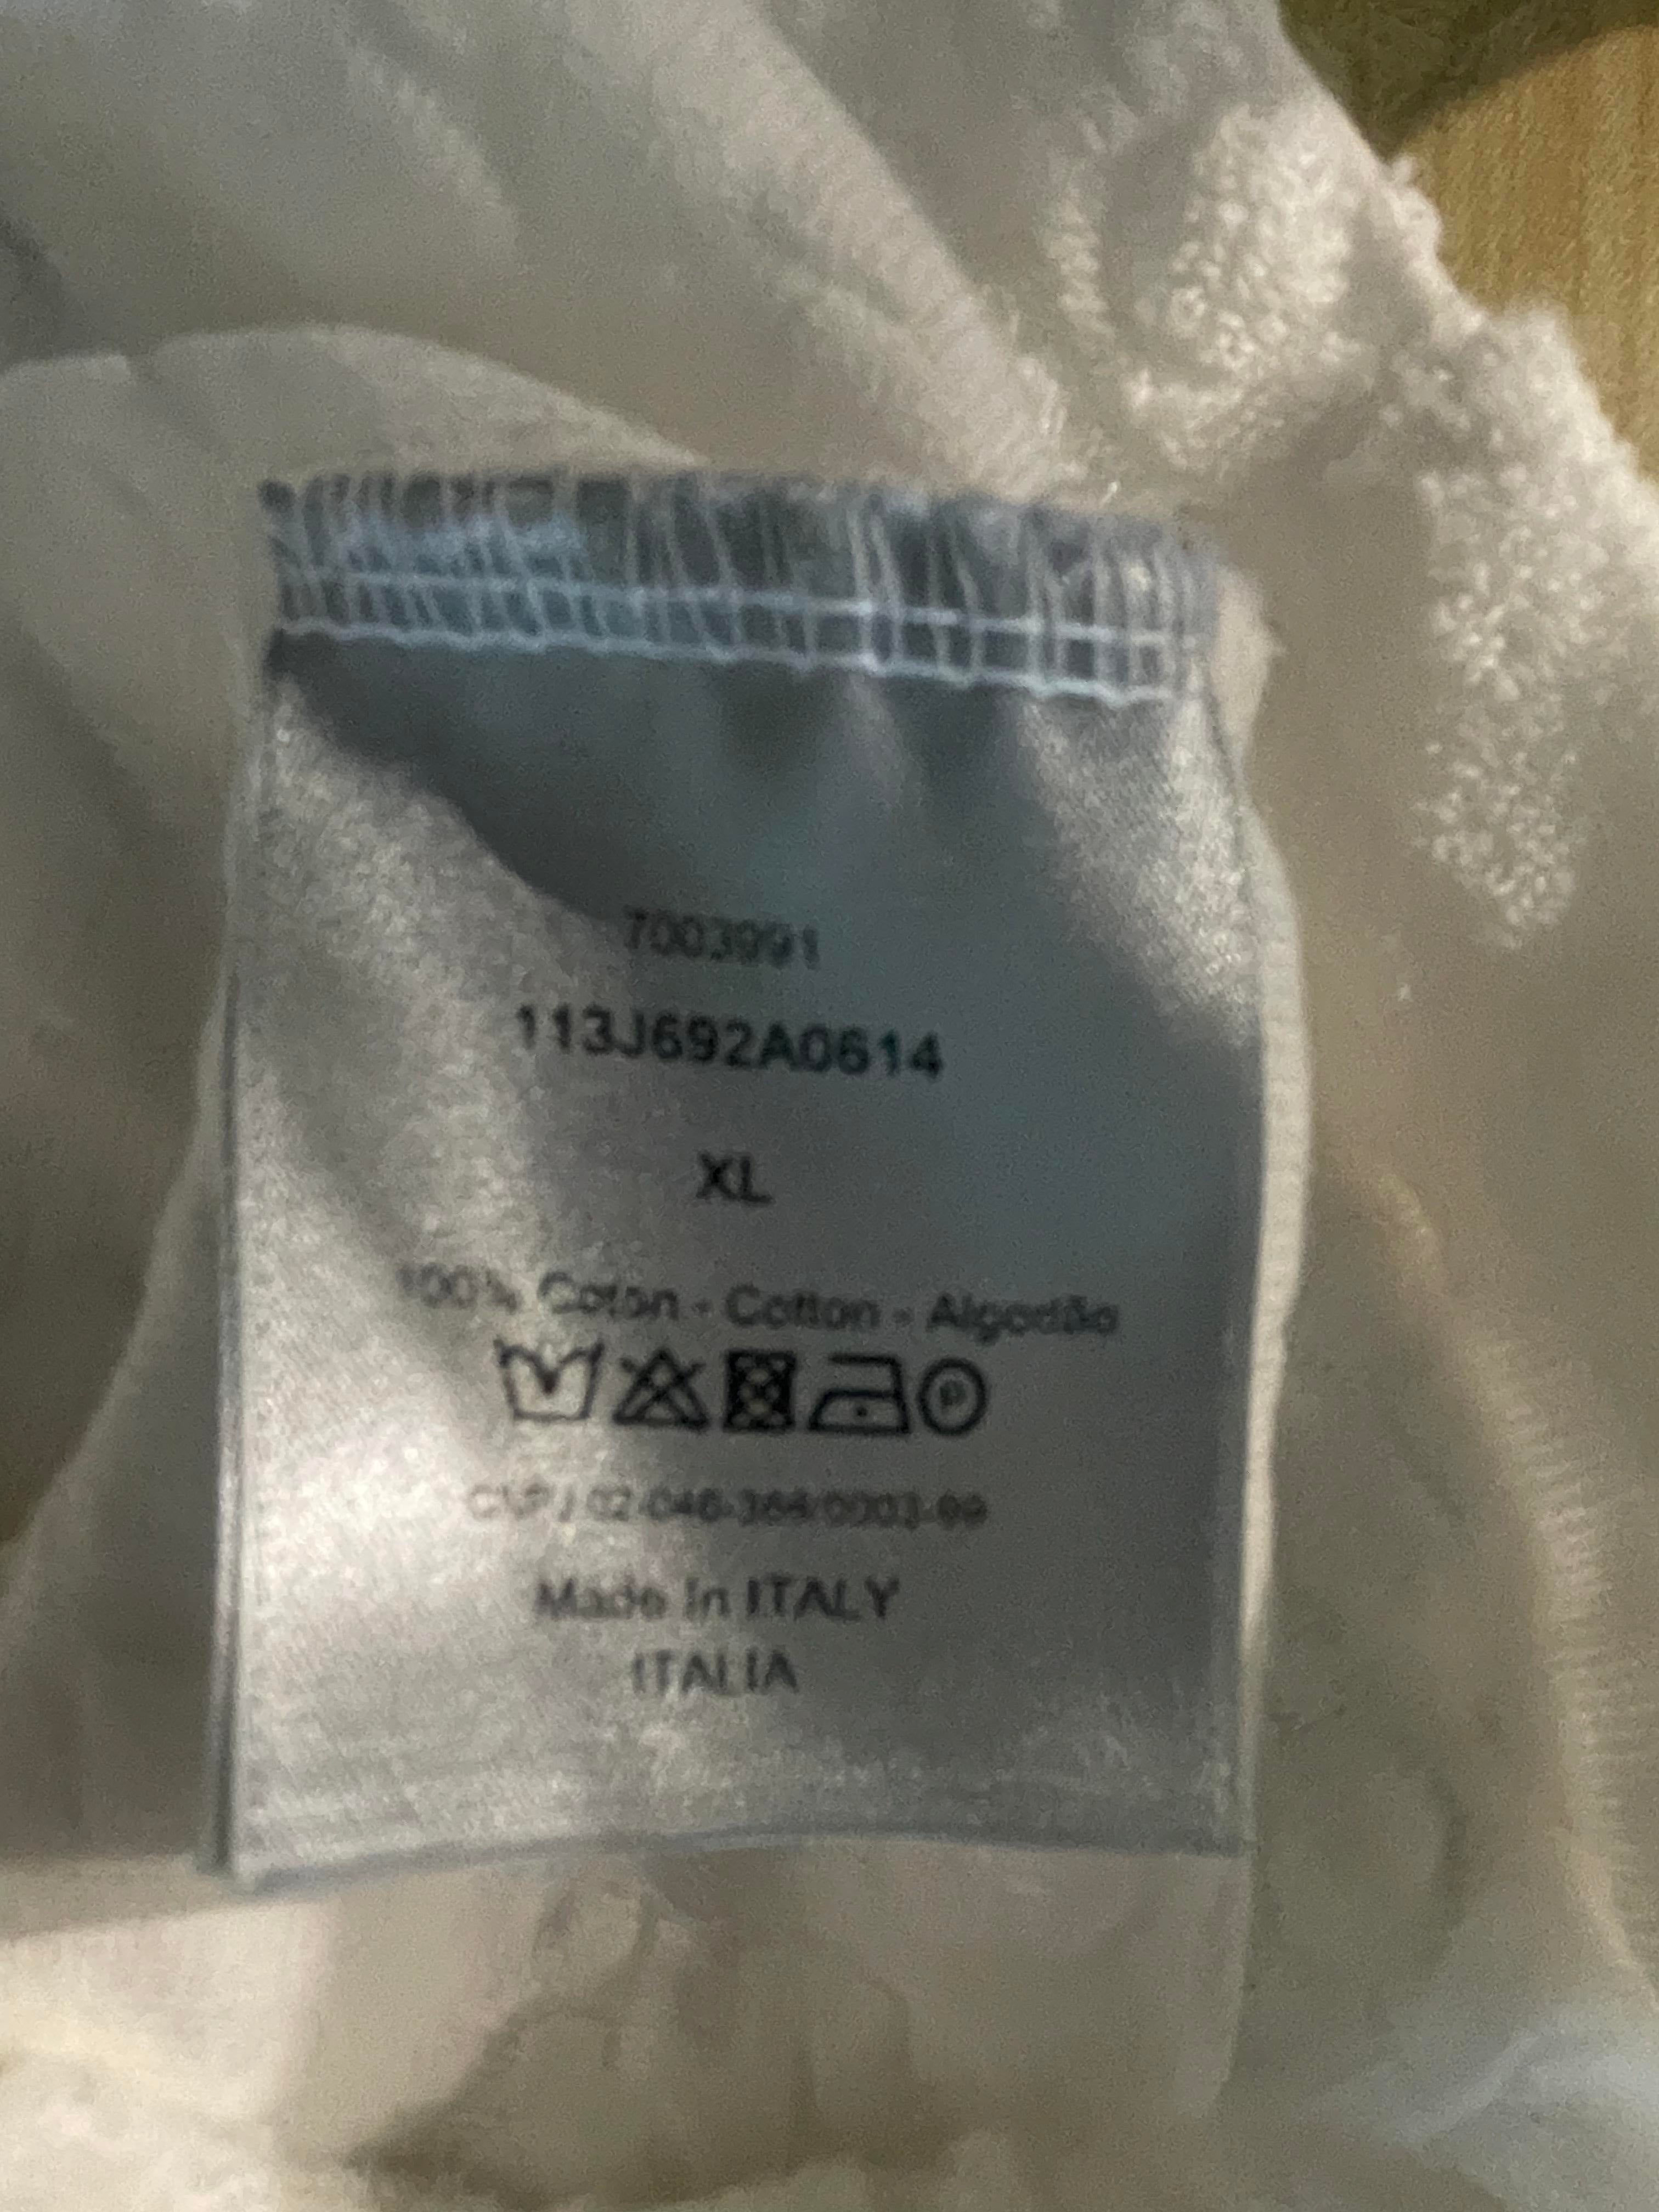 7003991
113J692A0614
XL
100% Coton - Cotton - Algodão
CNPJ 02-046-364/0003-99
Made in ITALY
ITALIA